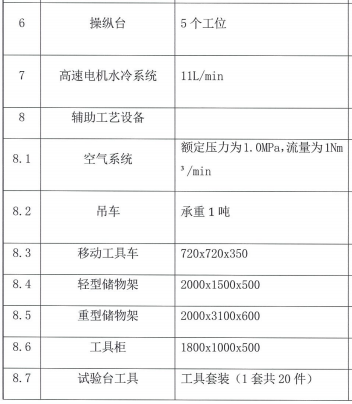 6 操纵台 5个工位
7 高速电机水冷系统 11L/min
8 辅助工艺设备
8.1 空气系统 额定压力为1.0MPa,流量为1Nm
³/min
8.2 吊车 承重1吨
8.3 移动工具车 720x720x350
8.4 轻型储物架 2000x1500x500
8.5 重型储物架 2000x3100x600
8.6 工具柜 1800x1000x500
8.7 试验台工具 工具套装（1套共20件）